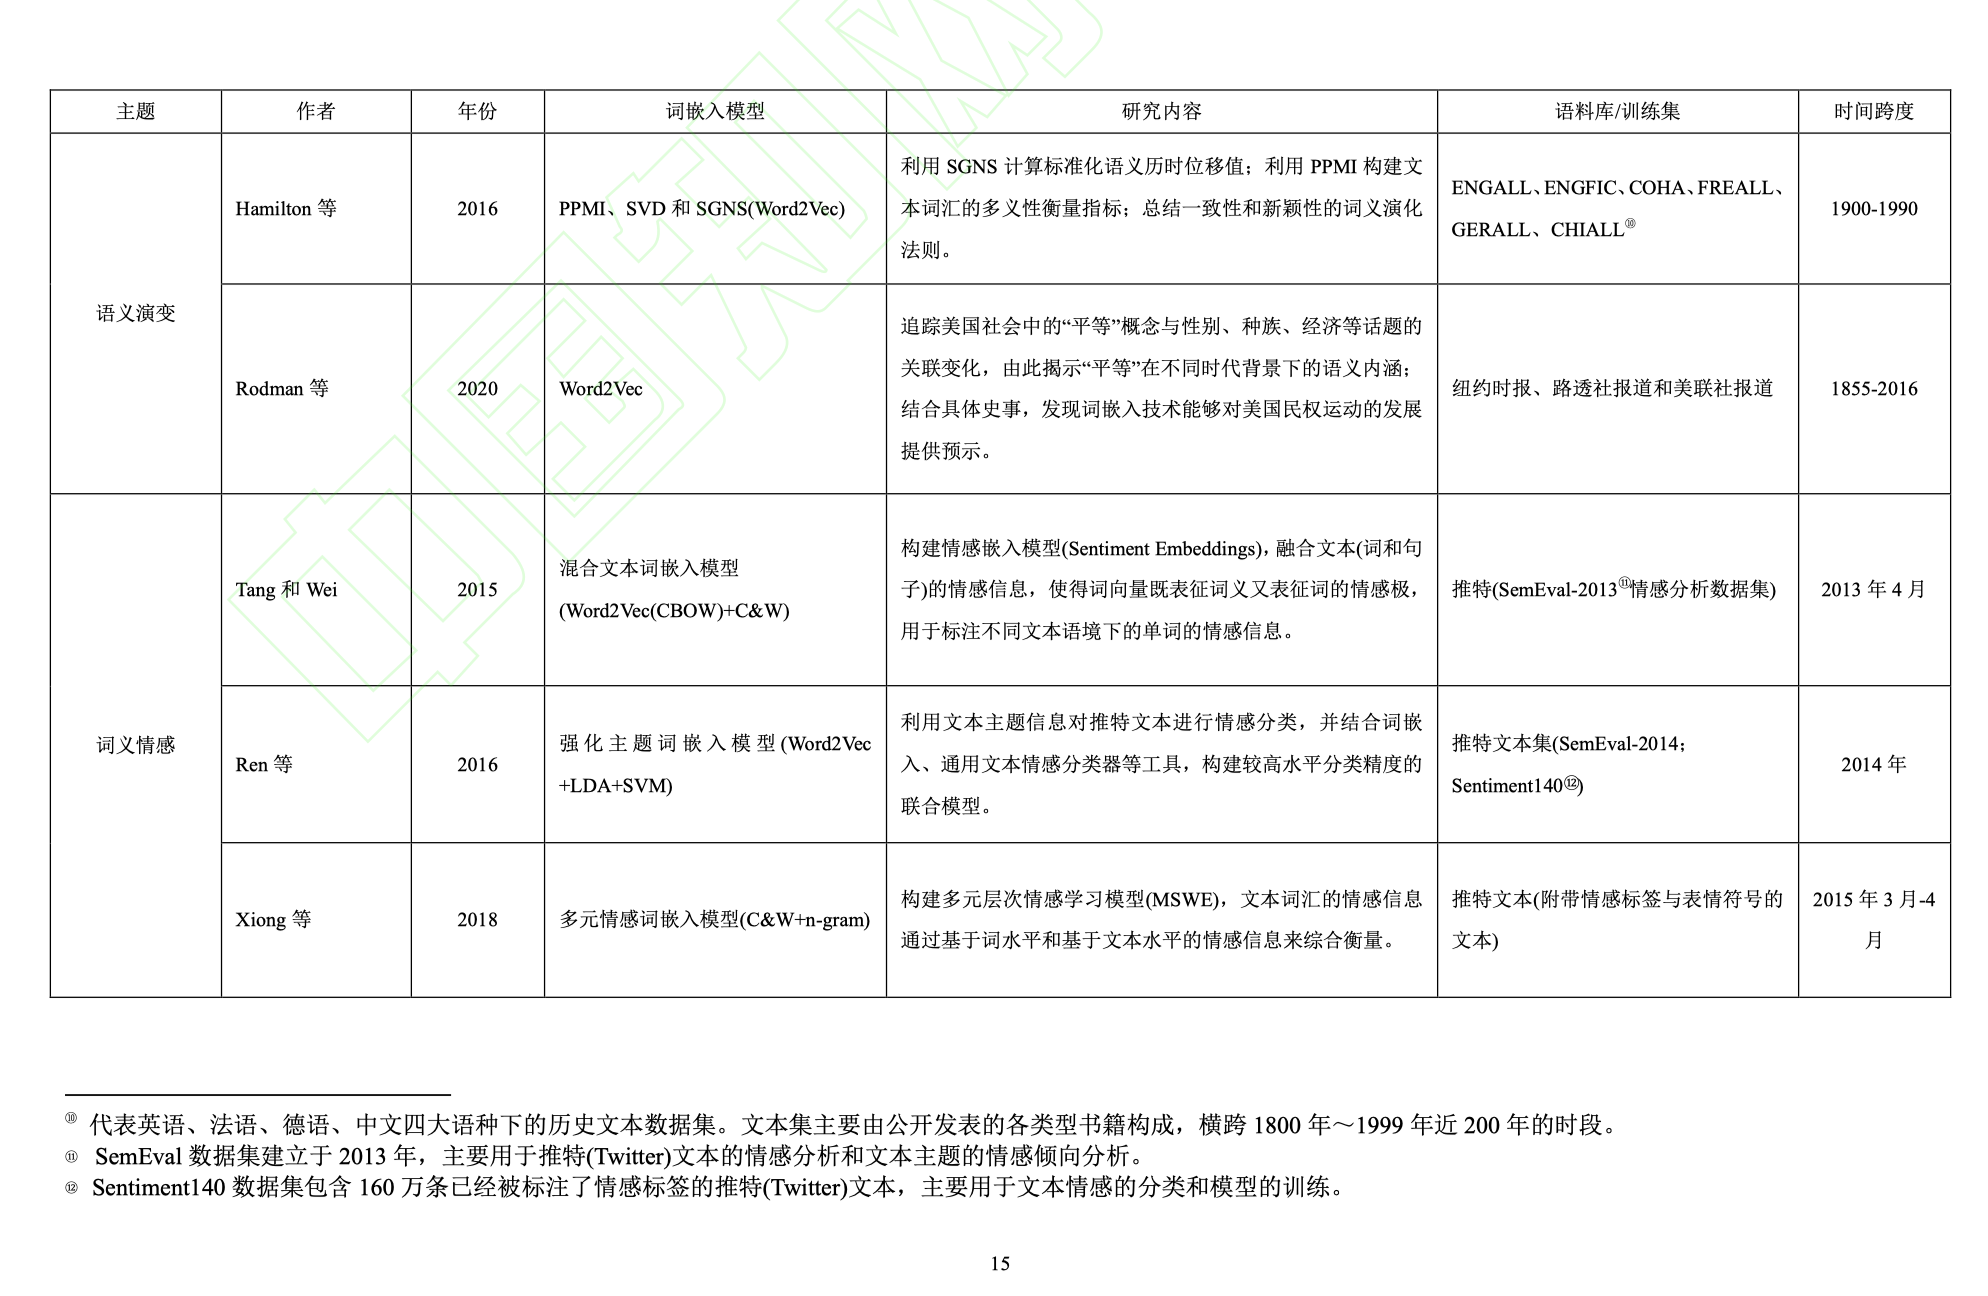 主题 作者 年份 词嵌入模型 研究内容 语料库/训练集 时间跨度
语义演变
Hamilton 等
2016
PPMI、SVD 和 SGNS(Word2Vec)
利用 SGNS 计算标准化语义历时位移值；利用 PPMI 构建文
本词汇的多义性衡量指标；总结一致性和新颖性的词义演化
法则。
ENGALL、ENGFIC、COHA、FREALL、
GERALL、CHIALL⑩
1900-1990
Rodman 等
2020
Word2Vec
追踪美国社会中的“平等”概念与性别、种族、经济等话题的
关联变化，由此揭示“平等”在不同时代背景下的语义内涵；
结合具体史事，发现词嵌入技术能够对美国民权运动的发展
提供预示。
纽约时报、路透社报道和美联社报道
1855-2016
词义情感
Tang 和 Wei
2015
混合文本词嵌入模型
(Word2Vec(CBOW)+C&W)
构建情感嵌入模型(Sentiment Embeddings)，融合文本(词和句
子)的情感信息，使得词向量既表征词义又表征词的情感极，
用于标注不同文本语境下的单词的情感信息。
推特(SemEval-2013⑪情感分析数据集)
2013 年 4 月
Ren 等
2016
强化主题词嵌入模型(Word2Vec
+LDA+SVM)
利用文本主题信息对推特文本进行情感分类，并结合词嵌
入、通用文本情感分类器等工具，构建较高水平分类精度的
联合模型。
推特文本集(SemEval-2014；
Sentiment140⑫)
2014 年
Xiong 等
2018
多元情感词嵌入模型(C&W+n-gram)
构建多元层次情感学习模型(MSWE)，文本词汇的情感信息
通过基于词水平和基于文本水平的情感信息来综合衡量。
推特文本(附带情感标签与表情符号的
文本)
2015 年 3 月-4
月
⑩ 代表英语、法语、德语、中文四大语种下的历史文本数据集。文本集主要由公开发表的各类型书籍构成，横跨 1800 年～1999 年近 200 年的时段。
⑪ SemEval 数据集建立于 2013 年，主要用于推特(Twitter)文本的情感分析和文本主题的情感倾向分析。
⑫ Sentiment140 数据集包含 160 万条已经被标注了情感标签的推特(Twitter)文本，主要用于文本情感的分类和模型的训练。
15
中国知网